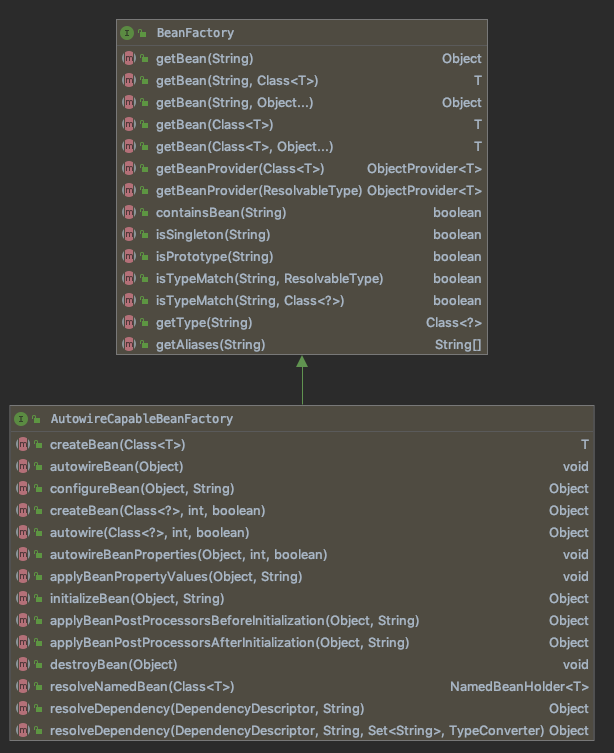 BeanFactory
getBean(String) Object
getBean(String, Class<T>) T
getBean(String, Object...) Object
getBean(Class<T>) T
getBean(Class<T>, Object...) T
getBeanProvider(Class<T>) ObjectProvider<T>
getBeanProvider(ResolvableType) ObjectProvider<T>
containsBean(String) boolean
isSingleton(String) boolean
isPrototype(String) boolean
isTypeMatch(String, ResolvableType) boolean
isTypeMatch(String, Class<?>) boolean
getType(String) Class<?>
getAliases(String) String[]
AutowireCapableBeanFactory
createBean(Class<T>) T
autowireBean(Object) void
configureBean(Object, String) Object
createBean(Class<?>, int, boolean) Object
autowire(Class<?>, int, boolean) Object
autowireBeanProperties(Object, int, boolean) void
applyBeanPropertyValues(Object, String) void
initializeBean(Object, String) Object
applyBeanPostProcessorsBeforeInitialization(Object, String) Object
applyBeanPostProcessorsAfterInitialization(Object, String) Object
destroyBean(Object) void
resolveNamedBean(Class<T>) NamedBeanHolder<T>
resolveDependency(DependencyDescriptor, String) Object
resolveDependency(DependencyDescriptor, String, Set<String>, TypeConverter) Object